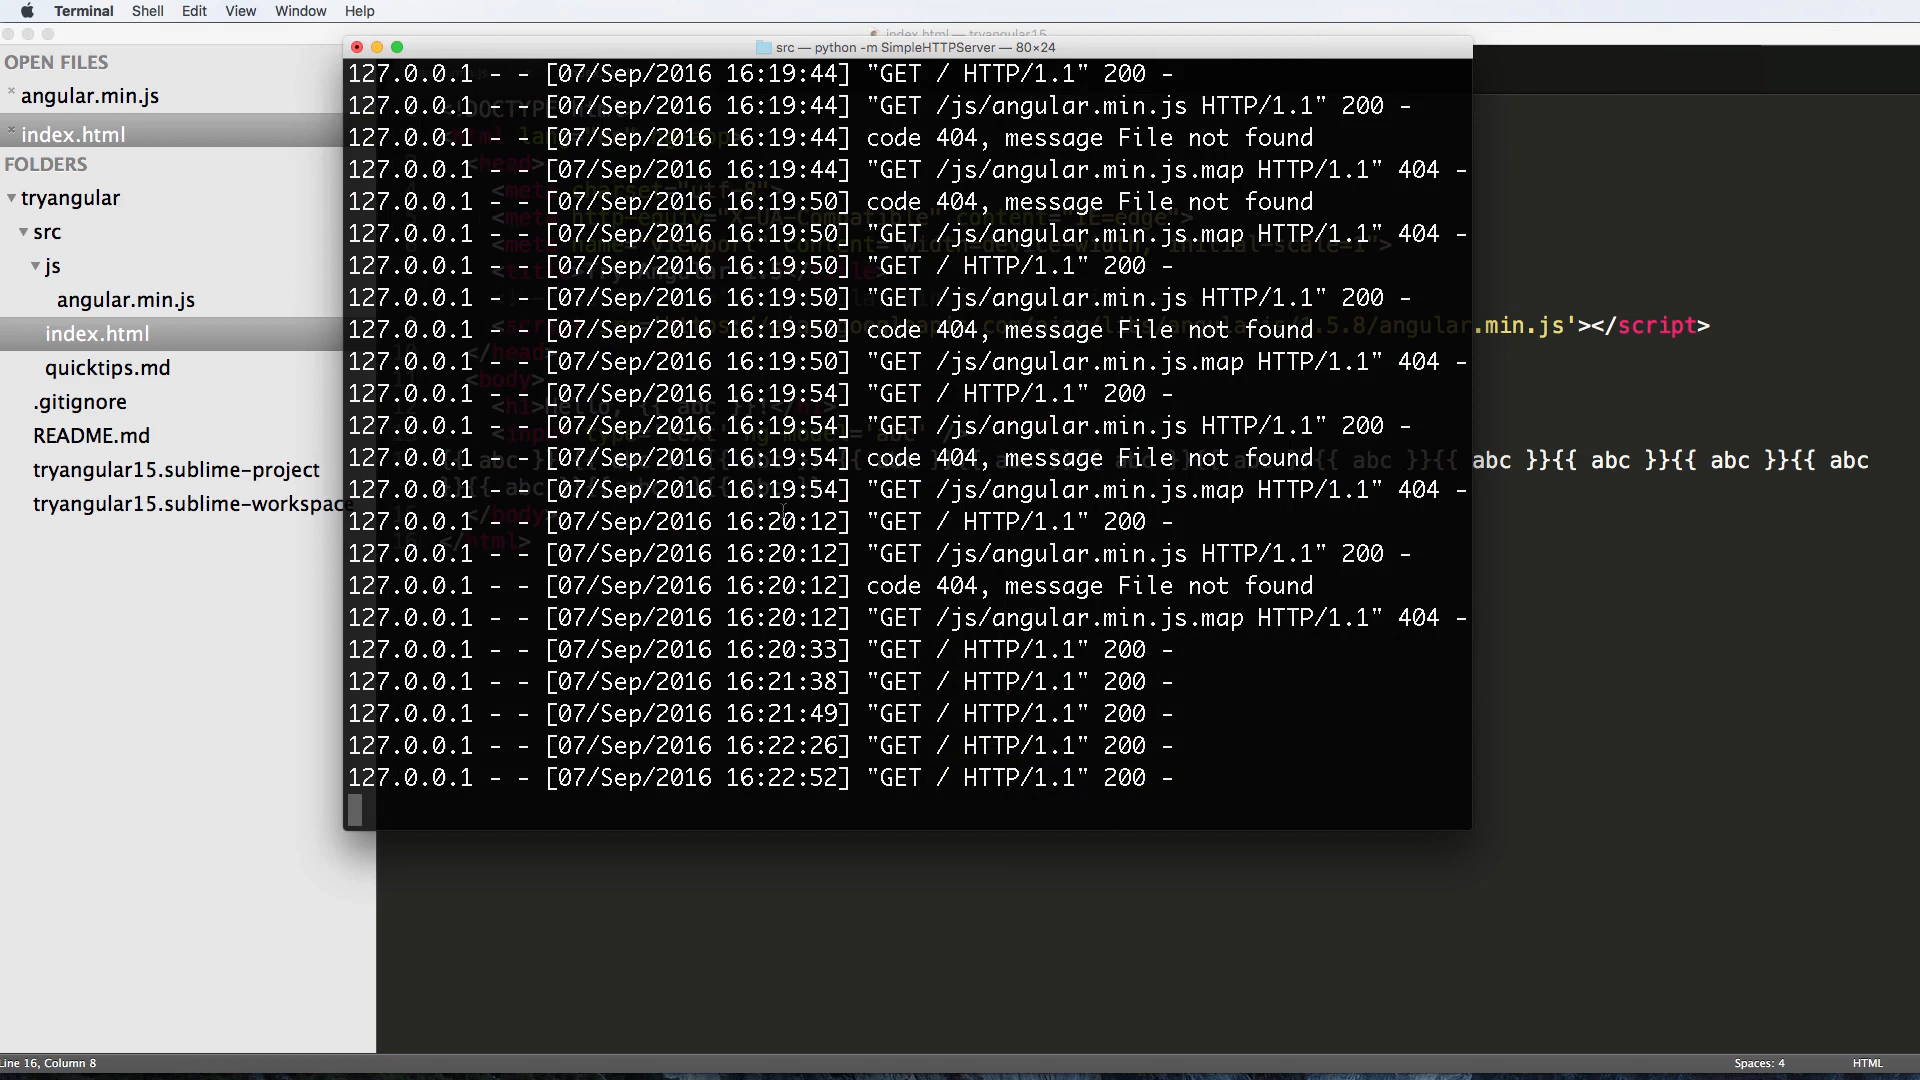 Terminal Shell Edit View Window Help
index.html — tryangular15
src — python -m SimpleHTTPServer — 80×24
OPEN FILES
angular.min.js
index.html
FOLDERS
tryangular
src
js
angular.min.js
index.html
quicktips.md
.gitignore
README.md
tryangular15.sublime-project
tryangular15.sublime-workspace
127.0.0.1 - - [07/Sep/2016 16:19:44] "GET / HTTP/1.1" 200 -
127.0.0.1 - - [07/Sep/2016 16:19:44] "GET /js/angular.min.js HTTP/1.1" 200 -
127.0.0.1 - - [07/Sep/2016 16:19:44] code 404, message File not found
127.0.0.1 - - [07/Sep/2016 16:19:44] "GET /js/angular.min.js.map HTTP/1.1" 404 -
127.0.0.1 - - [07/Sep/2016 16:19:50] code 404, message File not found
127.0.0.1 - - [07/Sep/2016 16:19:50] "GET /js/angular.min.js.map HTTP/1.1" 404 -
127.0.0.1 - - [07/Sep/2016 16:19:50] "GET / HTTP/1.1" 200 -
127.0.0.1 - - [07/Sep/2016 16:19:50] "GET /js/angular.min.js HTTP/1.1" 200 -
127.0.0.1 - - [07/Sep/2016 16:19:50] code 404, message File not found
127.0.0.1 - - [07/Sep/2016 16:19:50] "GET /js/angular.min.js.map HTTP/1.1" 404 -
127.0.0.1 - - [07/Sep/2016 16:19:54] "GET / HTTP/1.1" 200 -
127.0.0.1 - - [07/Sep/2016 16:19:54] "GET /js/angular.min.js HTTP/1.1" 200 -
127.0.0.1 - - [07/Sep/2016 16:19:54] code 404, message File not found
127.0.0.1 - - [07/Sep/2016 16:19:54] "GET /js/angular.min.js.map HTTP/1.1" 404 -
127.0.0.1 - - [07/Sep/2016 16:20:12] "GET / HTTP/1.1" 200 -
127.0.0.1 - - [07/Sep/2016 16:20:12] "GET /js/angular.min.js HTTP/1.1" 200 -
127.0.0.1 - - [07/Sep/2016 16:20:12] code 404, message File not found
127.0.0.1 - - [07/Sep/2016 16:20:12] "GET /js/angular.min.js.map HTTP/1.1" 404 -
127.0.0.1 - - [07/Sep/2016 16:20:33] "GET / HTTP/1.1" 200 -
127.0.0.1 - - [07/Sep/2016 16:21:38] "GET / HTTP/1.1" 200 -
127.0.0.1 - - [07/Sep/2016 16:21:49] "GET / HTTP/1.1" 200 -
127.0.0.1 - - [07/Sep/2016 16:22:26] "GET / HTTP/1.1" 200 -
127.0.0.1 - - [07/Sep/2016 16:22:52] "GET / HTTP/1.1" 200 -
.min.js'></script>
abc }}{{ abc }}{{ abc }}{{ abc
Line 16, Column 8
Spaces: 4
HTML